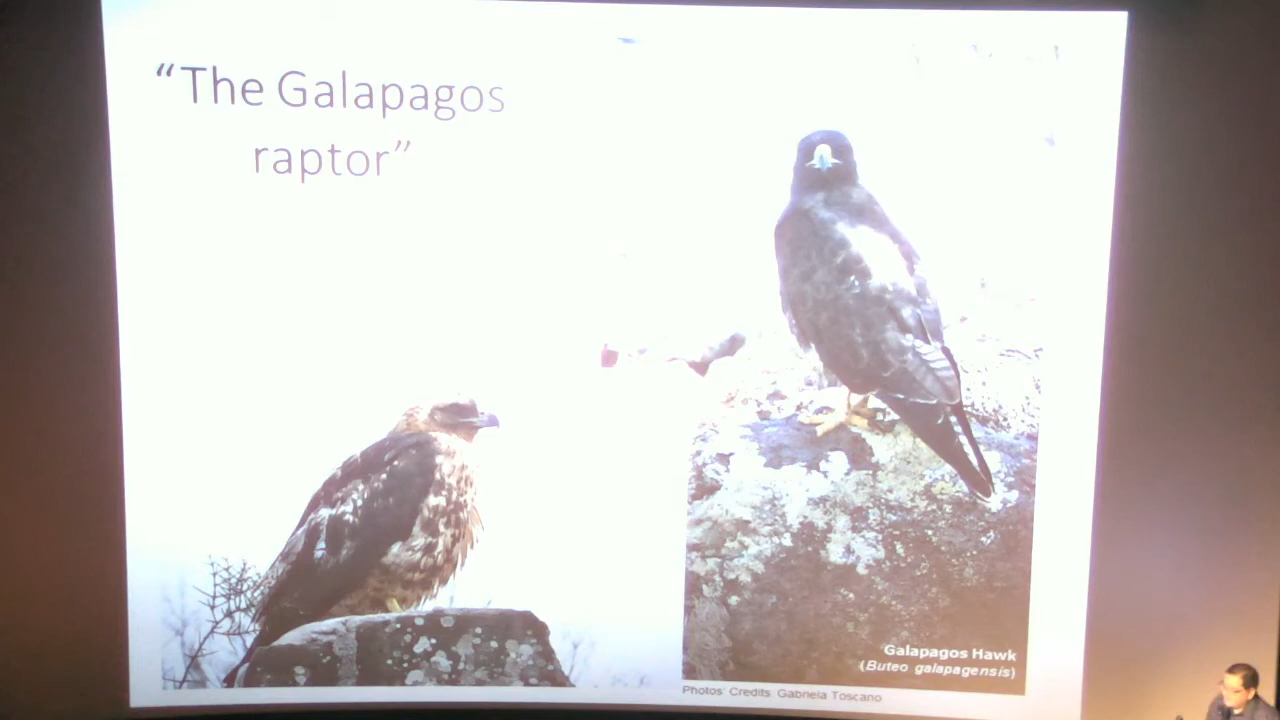 “The Galapagos
raptor”
Galapagos Hawk
(Buteo galapagensis)
Photos' Credits: Gabriela Toscano